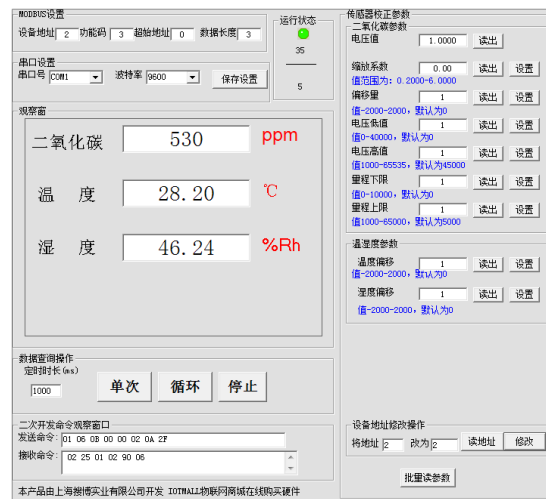 MODBUS设置
设备地址 2 功能码 3 起始地址 0 数据长度 3
串口设置
串口号 COM1 波特率 9600 保存设置
运行状态
35
5
观察窗
二氧化碳 530 ppm
温 度 28.20 ℃
湿 度 46.24 %Rh
数据查询操作
定时时长(ms)
1000 单次 循环 停止
二次开发命令观察窗口
发送命令: 01 06 0B 00 00 02 0A 2F
接收命令: 02 25 01 02 90 06
本产品由上海搜博实业有限公司开发 IOTMALL物联网商城在线购买硬件
传感器校正参数
二氧化碳参数
电压值 1.0000 读出
缩放系数 0.00 读出 设置
值范围为: 0.2000-6.0000
偏移量 1 读出 设置
值-2000-2000，默认为0
电压低值 1 读出 设置
值0-40000，默认为0
电压高值 1 读出 设置
值1000-65535，默认为45000
量程下限 1 读出 设置
值0-10000，默认为0
量程上限 1 读出 设置
值1000-65000，默认为5000
温湿度参数
温度偏移 1 读出 设置
值-2000-2000，默认为0
湿度偏移 1 读出 设置
值-2000-2000，默认为0
设备地址修改操作
将地址 2 改为 2 读地址 修改
批量读参数